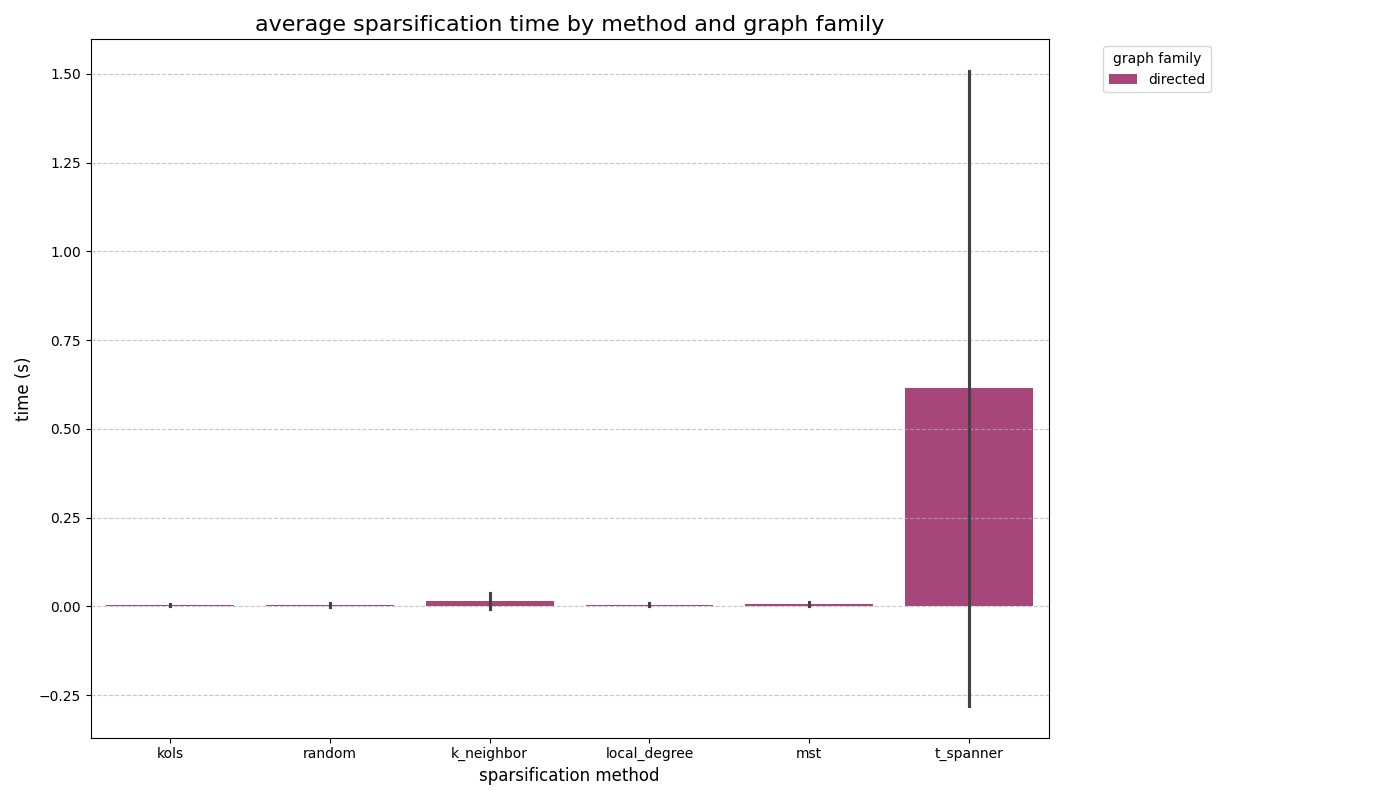 average sparsification time by method and graph family
graph family
directed
time (s)
1.50
1.25
1.00
0.75
0.50
0.25
0.00
−0.25
kols random k_neighbor local_degree mst t_spanner
sparsification method